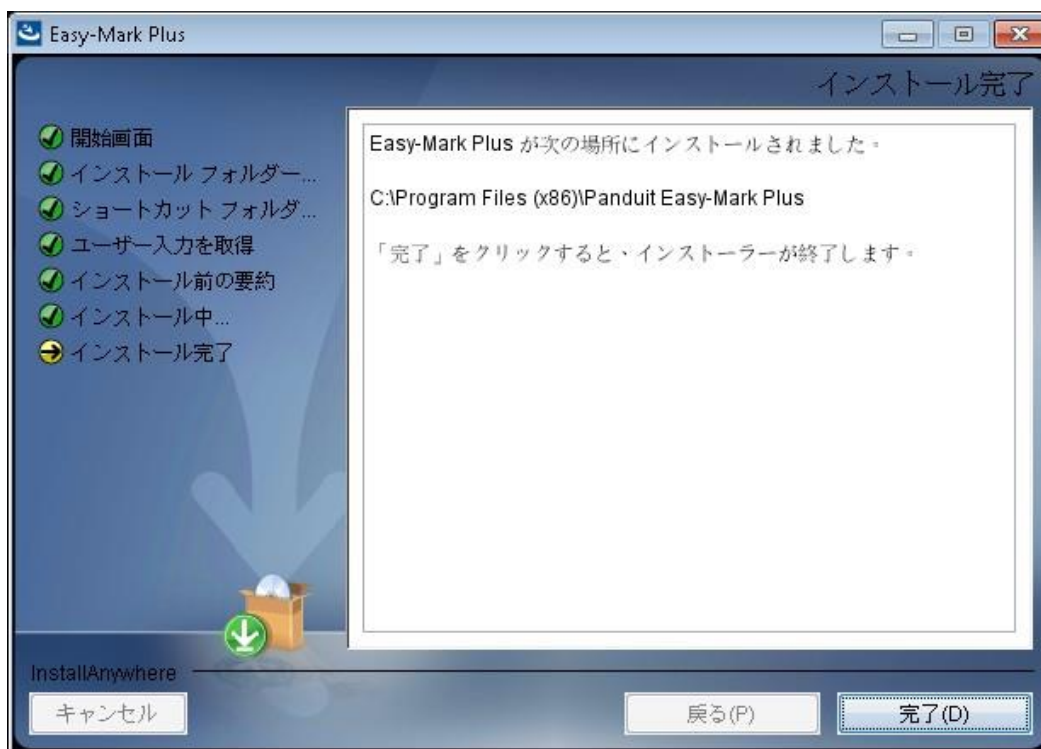 Easy-Mark Plus
インストール完了
開始画面
インストール フォルダー...
ショートカット フォルダ...
ユーザー入力を取得
インストール前の要約
インストール中...
インストール完了
Easy-Mark Plus が次の場所にインストールされました。
C:\Program Files (x86)\Panduit Easy-Mark Plus
「完了」をクリックすると、インストーラーが終了します。
InstallAnywhere
キャンセル
戻る(P)
完了(D)